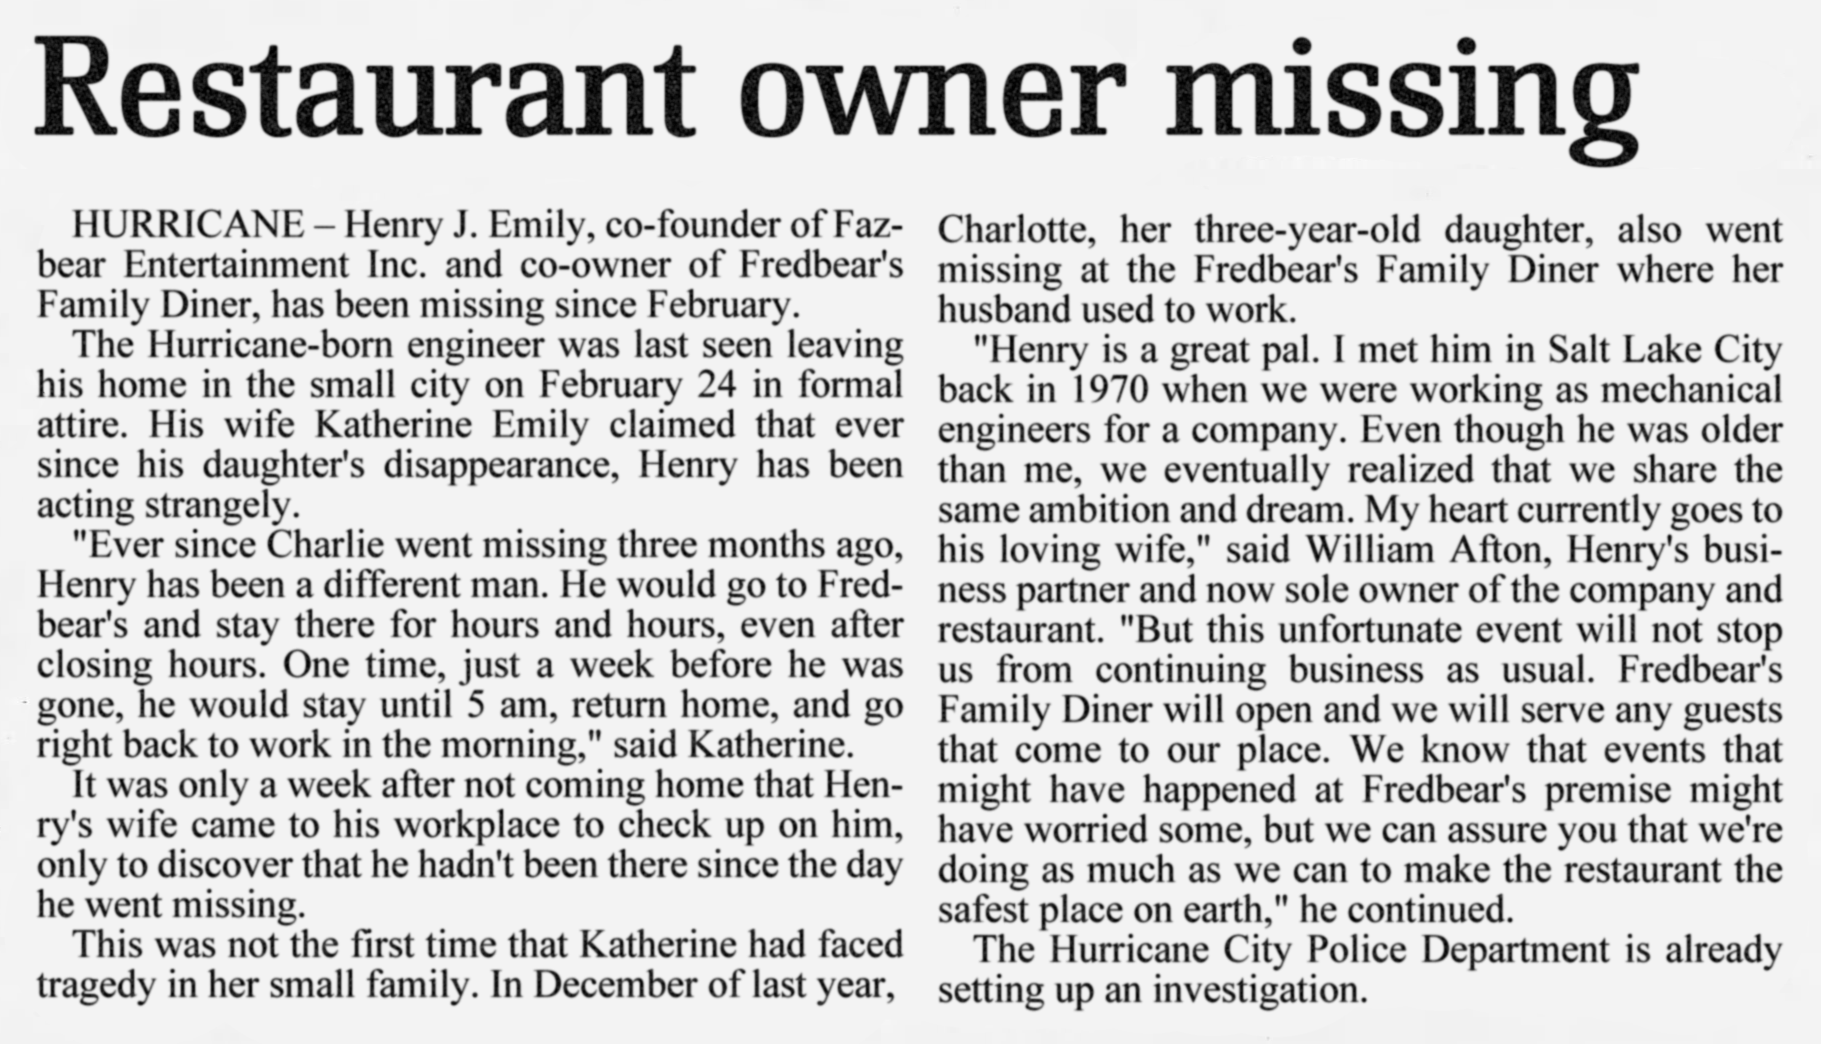 Restaurant owner missing
HURRICANE – Henry J. Emily, co-founder of Faz-
bear Entertainment Inc. and co-owner of Fredbear's
Family Diner, has been missing since February.
The Hurricane-born engineer was last seen leaving
his home in the small city on February 24 in formal
attire. His wife Katherine Emily claimed that ever
since his daughter's disappearance, Henry has been
acting strangely.
"Ever since Charlie went missing three months ago,
Henry has been a different man. He would go to Fred-
bear's and stay there for hours and hours, even after
closing hours. One time, just a week before he was
gone, he would stay until 5 am, return home, and go
right back to work in the morning," said Katherine.
It was only a week after not coming home that Hen-
ry's wife came to his workplace to check up on him,
only to discover that he hadn't been there since the day
he went missing.
This was not the first time that Katherine had faced
tragedy in her small family. In December of last year,
Charlotte, her three-year-old daughter, also went
missing at the Fredbear's Family Diner where her
husband used to work.
"Henry is a great pal. I met him in Salt Lake City
back in 1970 when we were working as mechanical
engineers for a company. Even though he was older
than me, we eventually realized that we share the
same ambition and dream. My heart currently goes to
his loving wife," said William Afton, Henry's busi-
ness partner and now sole owner of the company and
restaurant. "But this unfortunate event will not stop
us from continuing business as usual. Fredbear's
Family Diner will open and we will serve any guests
that come to our place. We know that events that
might have happened at Fredbear's premise might
have worried some, but we can assure you that we're
doing as much as we can to make the restaurant the
safest place on earth," he continued.
The Hurricane City Police Department is already
setting up an investigation.